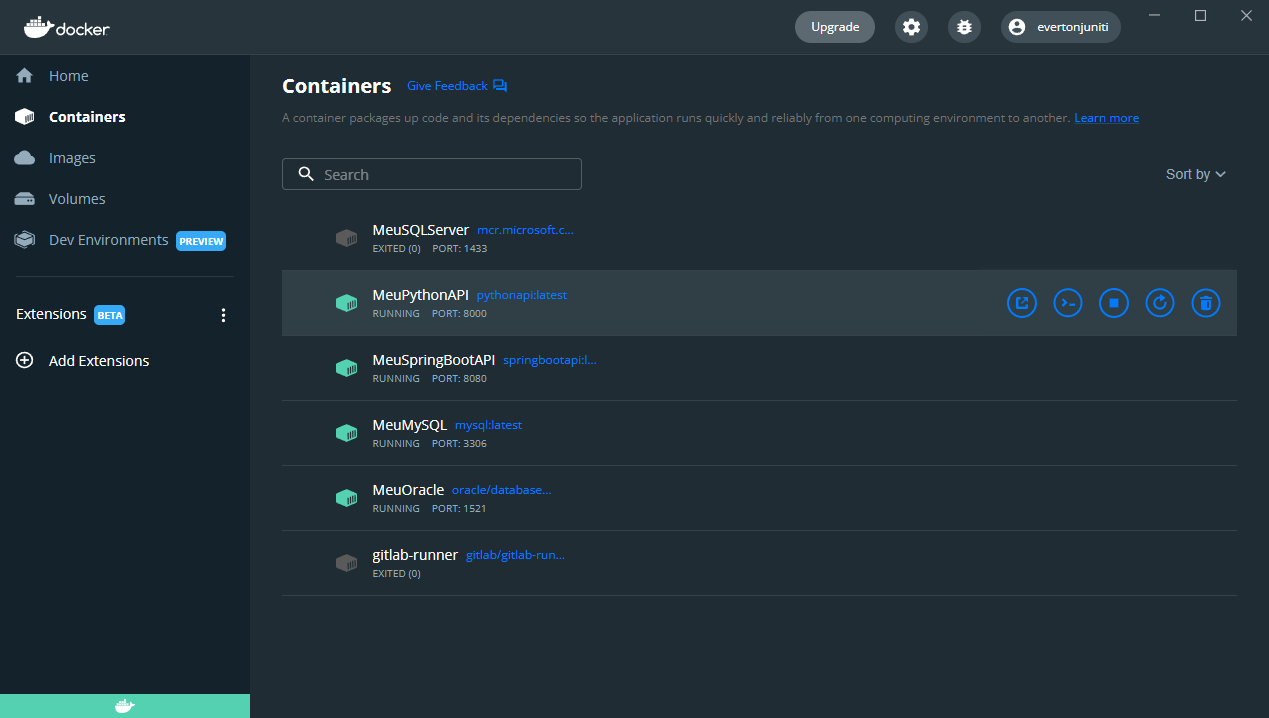 docker
Upgrade
evertonjuniti
Home
Containers
Images
Volumes
Dev Environments PREVIEW
Extensions BETA
Add Extensions
Containers Give Feedback
A container packages up code and its dependencies so the application runs quickly and reliably from one computing environment to another. Learn more
Search
Sort by
MeuSQLServer mcr.microsoft.c...
EXITED (0) PORT: 1433
MeuPythonAPI pythonapi:latest
RUNNING PORT: 8000
MeuSpringBootAPI springbootapi:l...
RUNNING PORT: 8080
MeuMySQL mysql:latest
RUNNING PORT: 3306
MeuOracle oracle/database...
RUNNING PORT: 1521
gitlab-runner gitlab/gitlab-run...
EXITED (0)